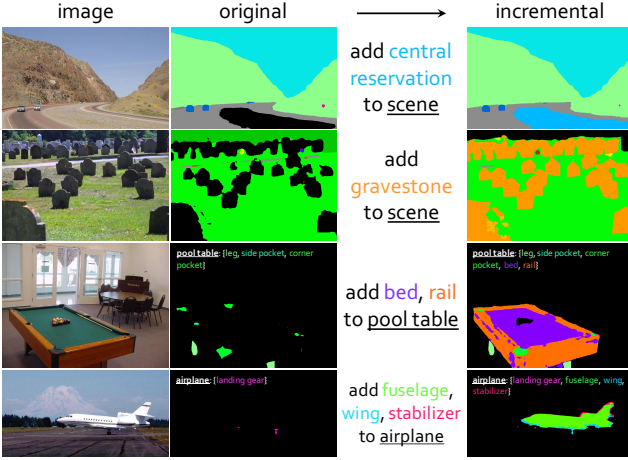 image original incremental
add central
reservation
to scene
add
gravestone
to scene
pool table: {leg, side pocket, corner
pocket}
add bed, rail
to pool table
pool table: {leg, side pocket, corner
pocket, bed, rail}
airplane: {landing gear}
add fuselage,
wing, stabilizer
to airplane
airplane: {landing gear, fuselage, wing,
stabilizer}